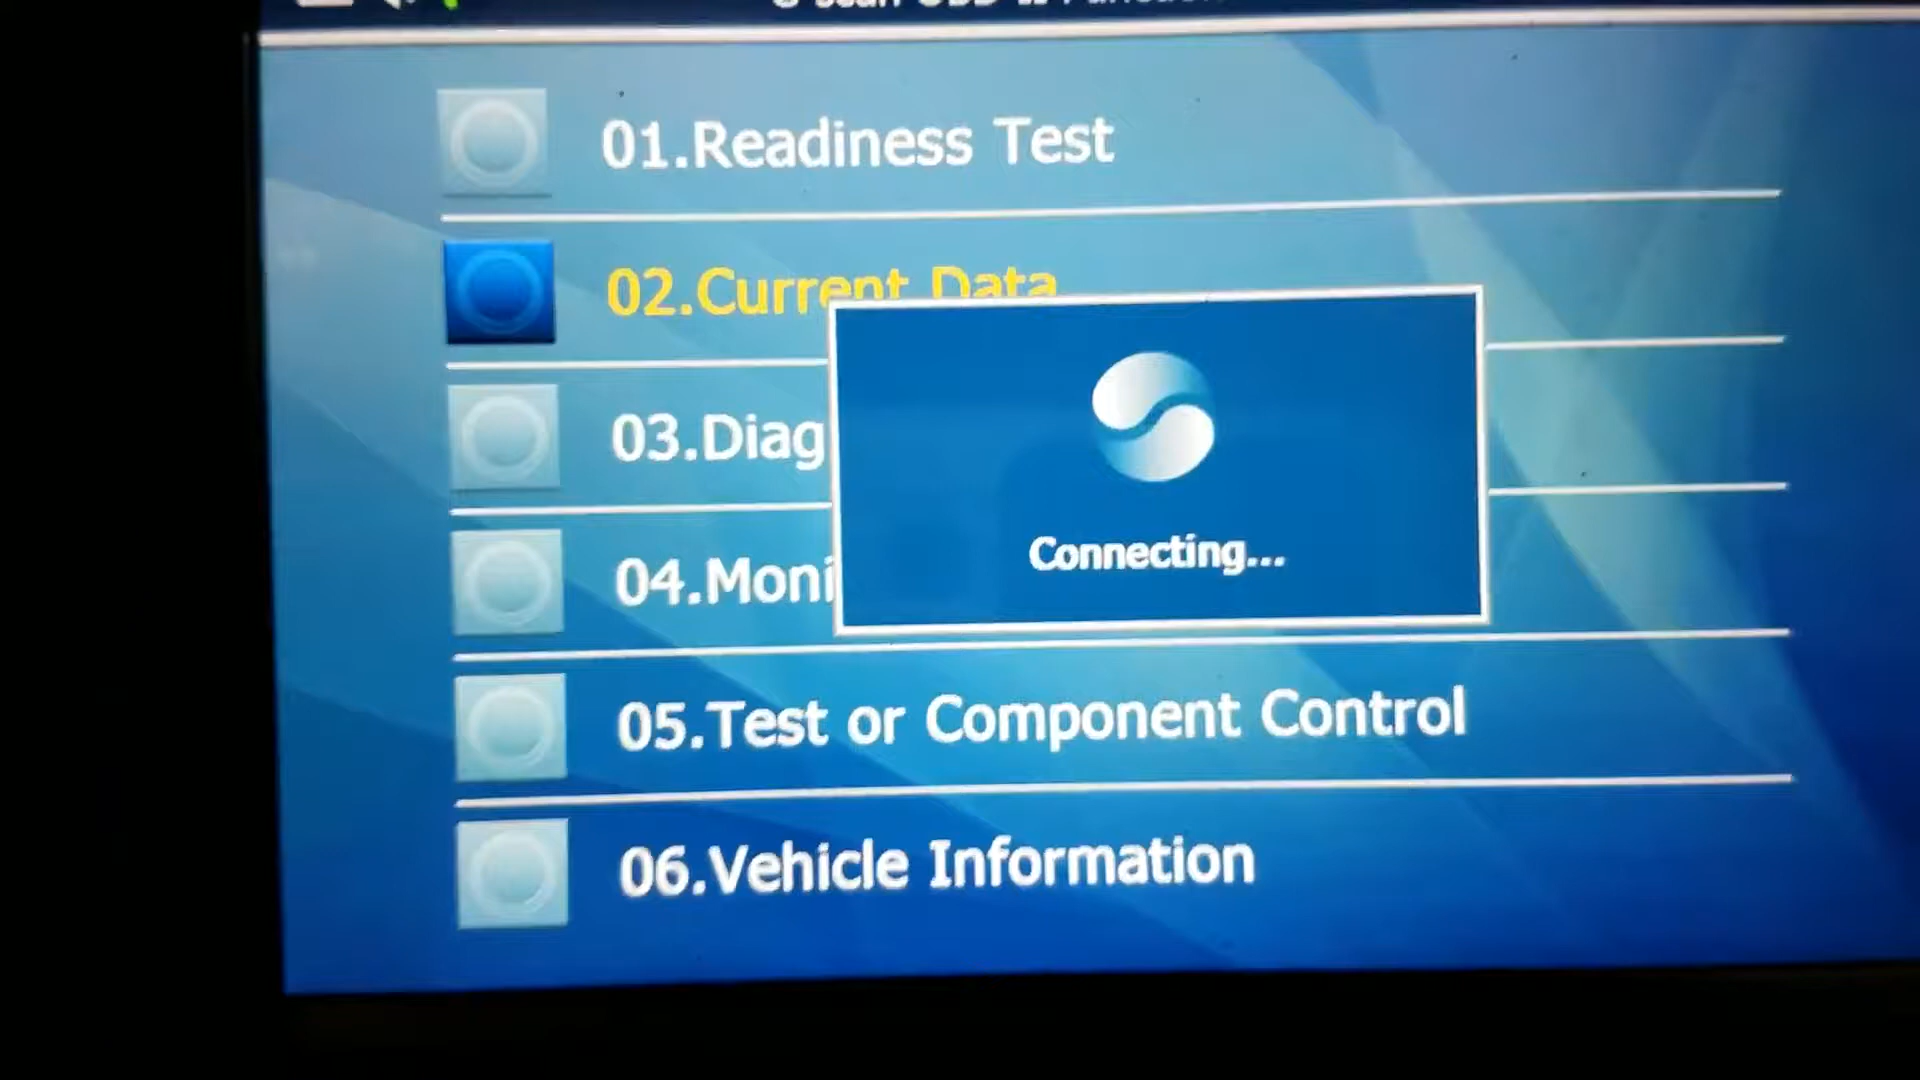 01.Readiness Test
02.Current Data
03.Diag
04.Moni
Connecting...
05.Test or Component Control
06.Vehicle Information